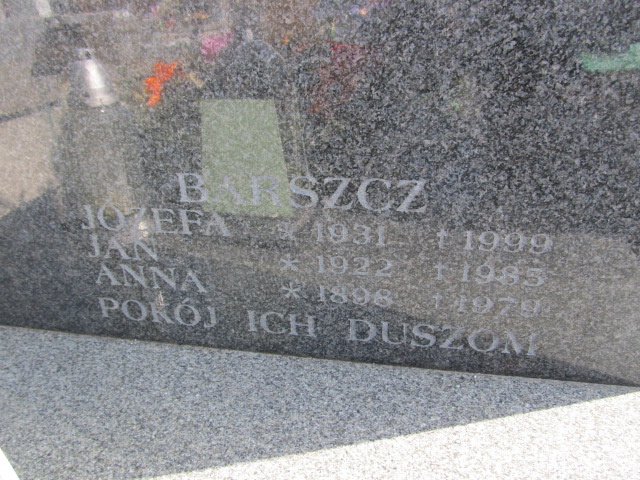 BARSZCZ
JÓZEFA * 1931 † 1999
JAN * 1922 † 1985
ANNA * 1898 † 1979
POKÓJ ICH DUSZOM